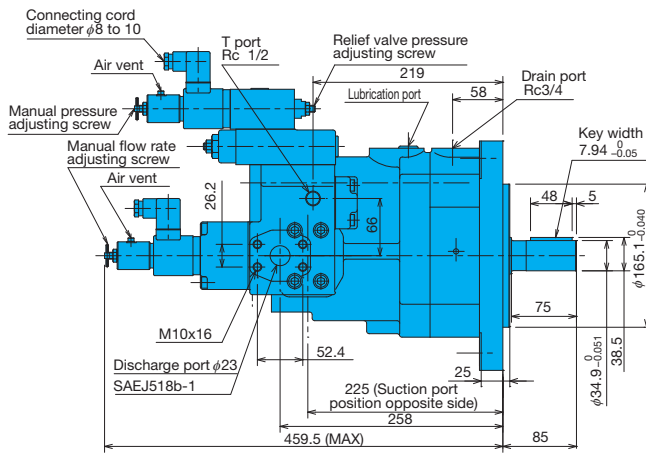 Connecting cord
diameter φ8 to 10
T port
Rc 1/2
Relief valve pressure
adjusting screw
219
Air vent
Lubrication port
58
Drain port
Rc3/4
Manual pressure
adjusting screw
Key width
7.94 0 -0.05
Manual flow rate
adjusting screw
Air vent
26.2
48
5
66
φ165.1 0 -0.040
M10x16
75
Discharge port φ23
SAEJ518b-1
52.4
25
φ34.9 0 -0.051
38.5
225 (Suction port
position opposite side)
258
459.5 (MAX)
85